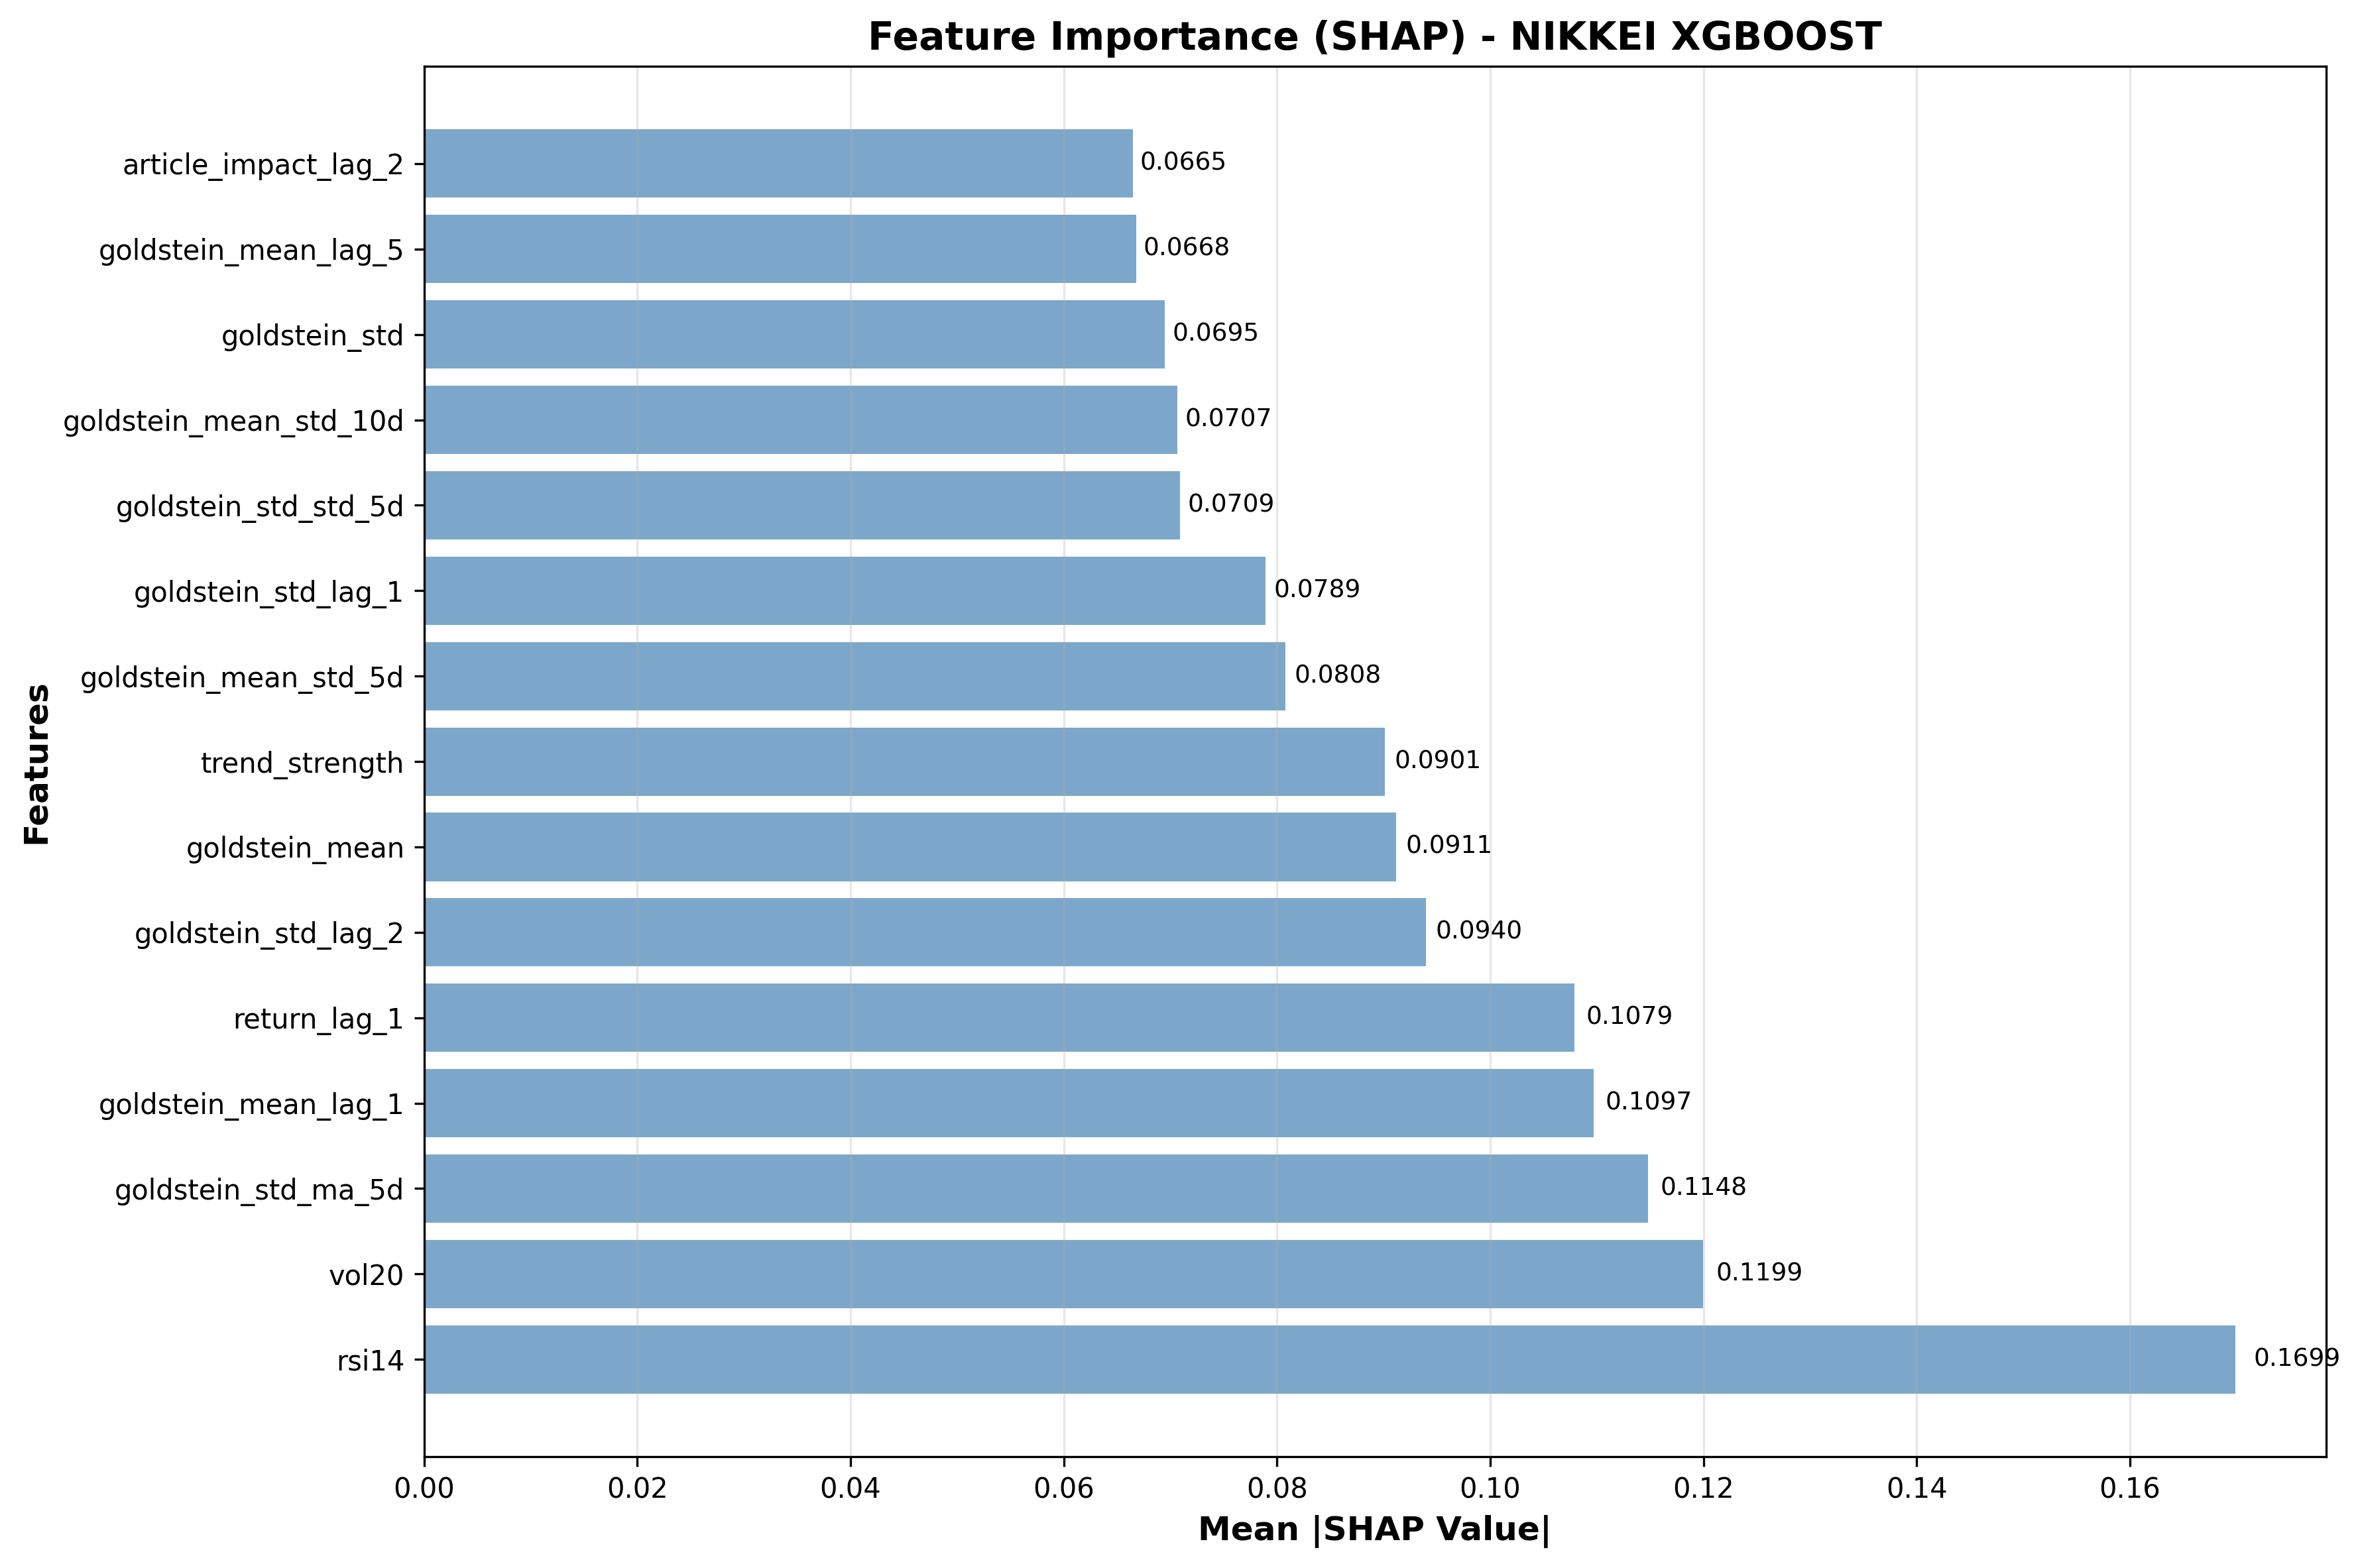 Feature Importance (SHAP) - NIKKEI XGBOOST
Features
article_impact_lag_2 0.0665
goldstein_mean_lag_5 0.0668
goldstein_std 0.0695
goldstein_mean_std_10d 0.0707
goldstein_std_std_5d 0.0709
goldstein_std_lag_1 0.0789
goldstein_mean_std_5d 0.0808
trend_strength 0.0901
goldstein_mean 0.0911
goldstein_std_lag_2 0.0940
return_lag_1 0.1079
goldstein_mean_lag_1 0.1097
goldstein_std_ma_5d 0.1148
vol20 0.1199
rsi14 0.1699
0.00 0.02 0.04 0.06 0.08 0.10 0.12 0.14 0.16
Mean |SHAP Value|